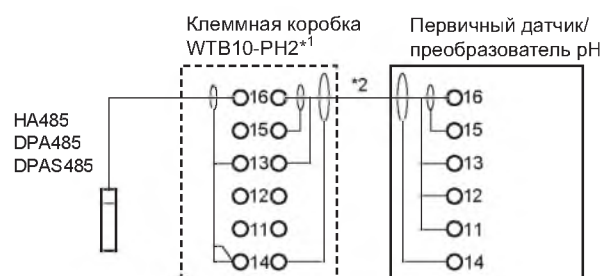 Клеммная коробка
WTB10-PH2*1
Первичный датчик/
преобразователь pH
*2
HA485
DPA485
DPAS485
16
15
13
12
11
14
16
15
13
12
11
14